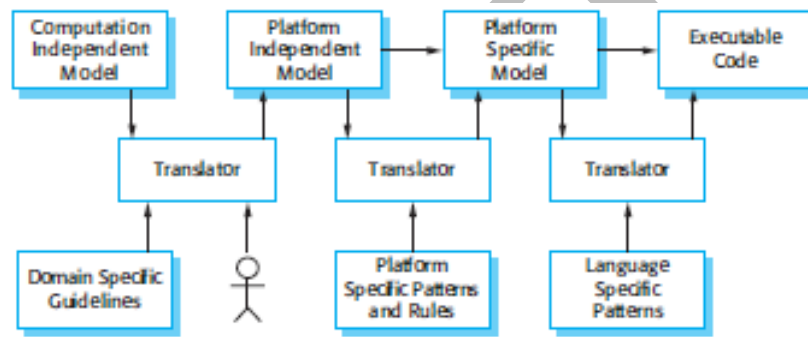 Computation
Independent
Model
Platform
Independent
Model
Platform
Specific
Model
Executable
Code
Translator
Translator
Translator
Domain Specific
Guidelines
Platform
Specific Patterns
and Rules
Language
Specific
Patterns